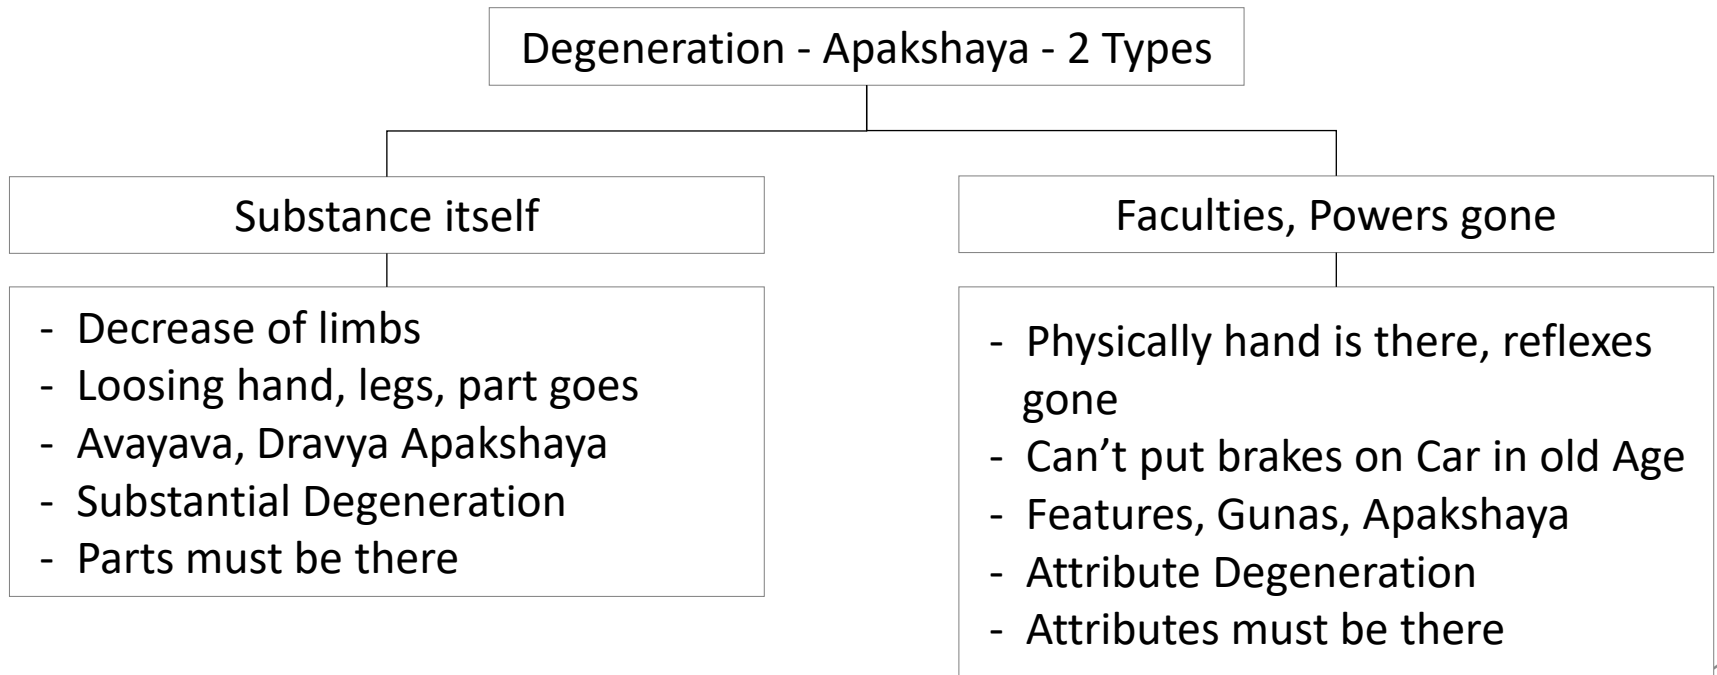 Degeneration - Apakshaya - 2 Types
Substance itself
- Decrease of limbs
- Loosing hand, legs, part goes
- Avayava, Dravya Apakshaya
- Substantial Degeneration
- Parts must be there
Faculties, Powers gone
- Physically hand is there, reflexes
gone
- Can’t put brakes on Car in old Age
- Features, Gunas, Apakshaya
- Attribute Degeneration
- Attributes must be there